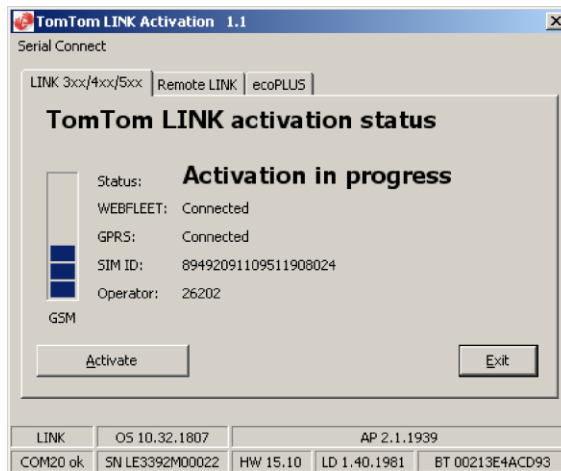 TomTom LINK Activation 1.1
Serial Connect
LINK 3xx/4xx/5xx Remote LINK ecoPLUS
TomTom LINK activation status
Status: Activation in progress
WEBFLEET: Connected
GPRS: Connected
SIM ID: 89492091109511908024
Operator: 26202
GSM
Activate Exit
LINK OS 10.32.1807 AP 2.1.1939
COM20 ok SN LE3392M00022 HW 15.10 LD 1.40.1981 BT 00213E4ACD93